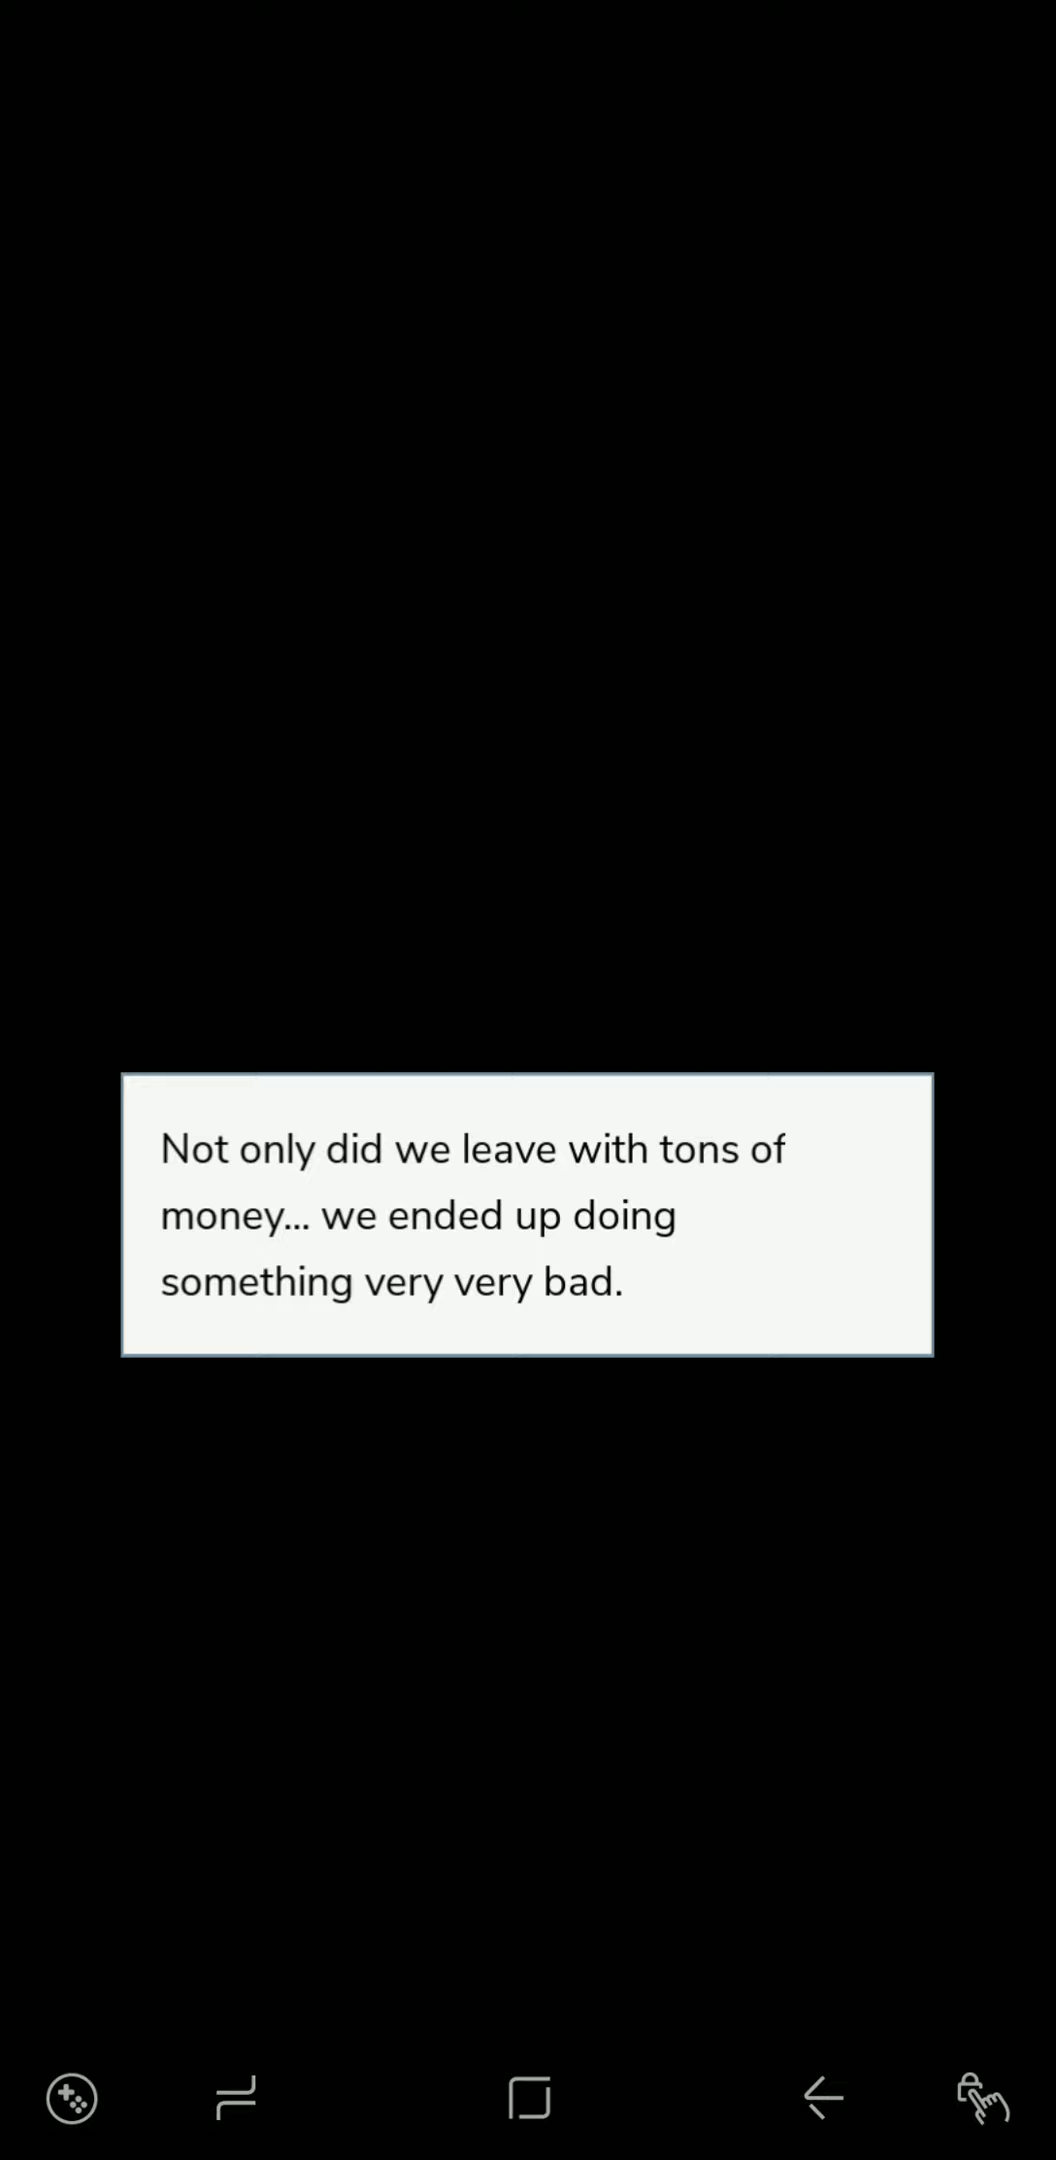 Not only did we leave with tons of
money... we ended up doing
something very very bad.